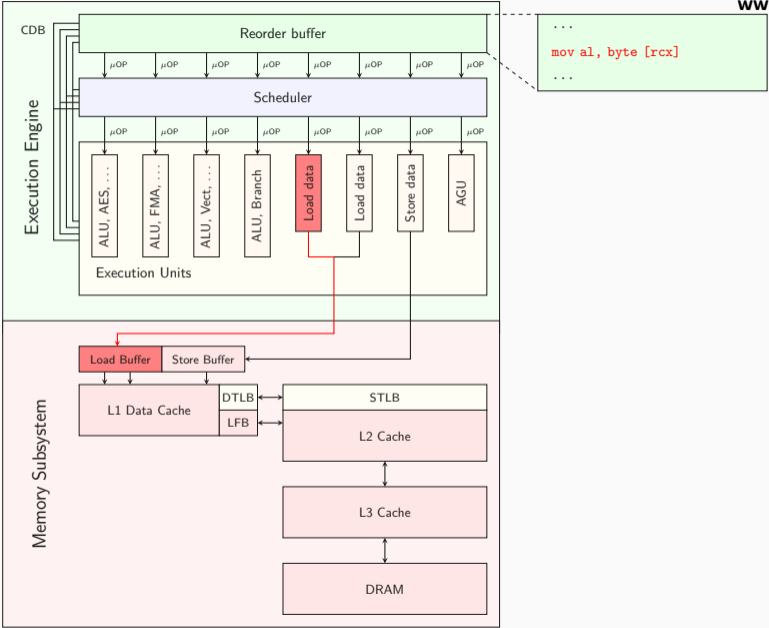 ww
CDB
Reorder buffer
...
mov al, byte [rcx]
...
μOP μOP μOP μOP μOP μOP μOP μOP
Scheduler
μOP μOP μOP μOP μOP μOP μOP μOP
Execution Engine
ALU, AES, ...
ALU, FMA, ...
ALU, Vect, ...
ALU, Branch
Load data
Load data
Store data
AGU
Execution Units
Memory Subsystem
Load Buffer
Store Buffer
L1 Data Cache
DTLB
LFB
STLB
L2 Cache
L3 Cache
DRAM